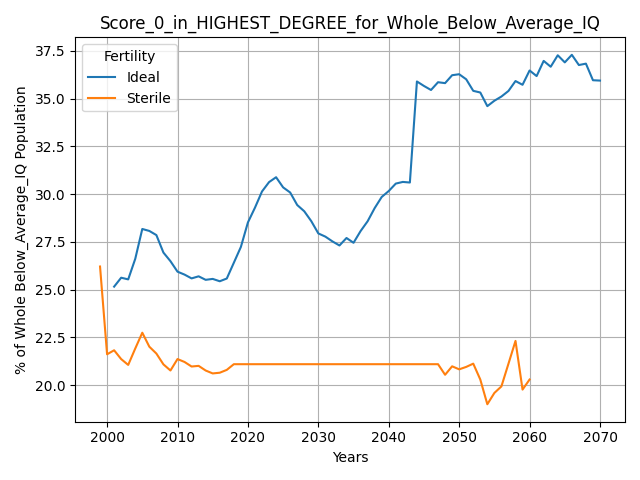 Score_0_in_HIGHEST_DEGREE_for_Whole_Below_Average_IQ
% of Whole Below_Average_IQ Population
37.5
35.0
32.5
30.0
27.5
25.0
22.5
20.0
Fertility
Ideal
Sterile
2000 2010 2020 2030 2040 2050 2060 2070
Years